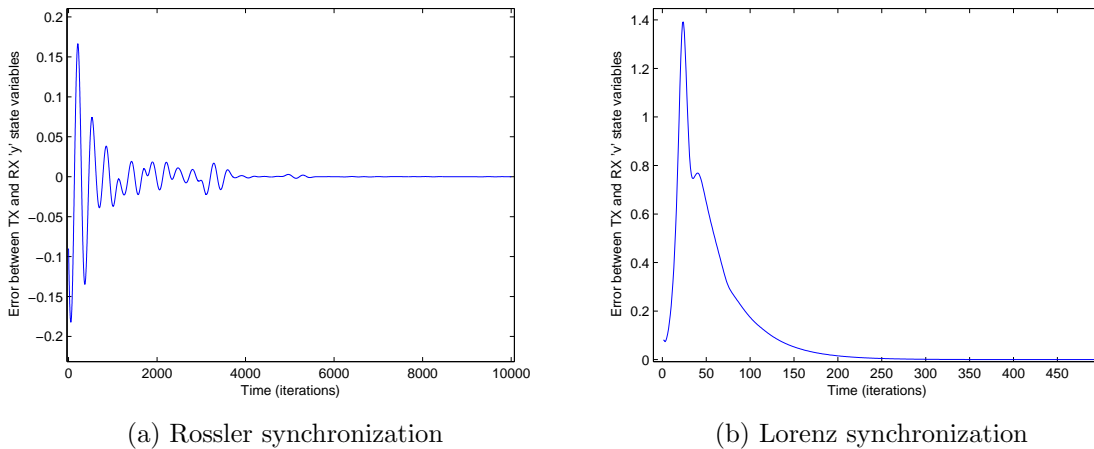 0.2
0.15
0.1
0.05
0
−0.05
−0.1
−0.15
−0.2
Error between TX and RX 'y' state variables
0 2000 4000 6000 8000 10000
Time (iterations)
(a) Rossler synchronization
1.4
1.2
1
0.8
0.6
0.4
0.2
0
Error between TX and RX 'v' state variables
0 50 100 150 200 250 300 350 400 450
Time (iterations)
(b) Lorenz synchronization